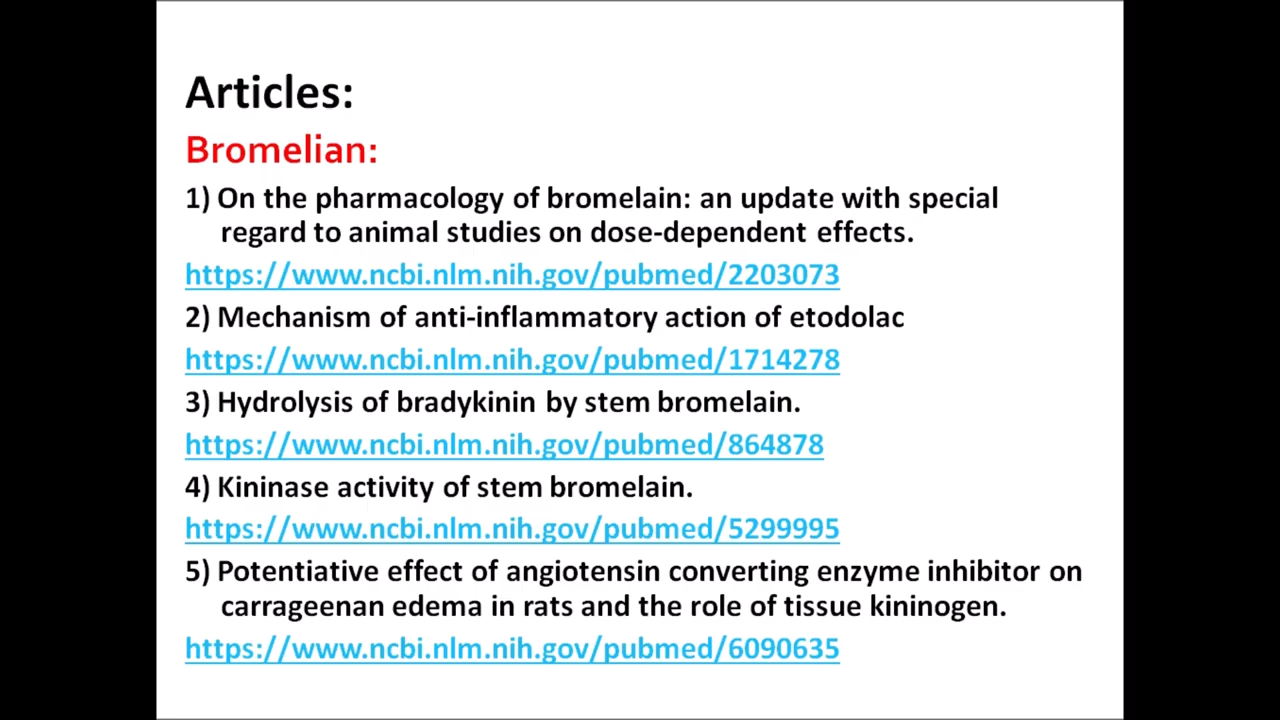 Articles:
Bromelian:
1) On the pharmacology of bromelain: an update with special
regard to animal studies on dose-dependent effects.
https://www.ncbi.nlm.nih.gov/pubmed/2203073
2) Mechanism of anti-inflammatory action of etodolac
https://www.ncbi.nlm.nih.gov/pubmed/1714278
3) Hydrolysis of bradykinin by stem bromelain.
https://www.ncbi.nlm.nih.gov/pubmed/864878
4) Kininase activity of stem bromelain.
https://www.ncbi.nlm.nih.gov/pubmed/5299995
5) Potentiative effect of angiotensin converting enzyme inhibitor on
carrageenan edema in rats and the role of tissue kininogen.
https://www.ncbi.nlm.nih.gov/pubmed/6090635